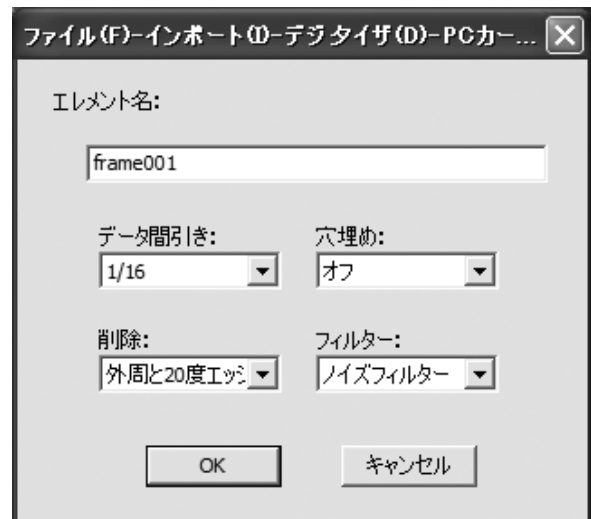 ファイル(F)-インポート(I)-デジタイザ(D)-PCカー...
エレメント名:
frame001
データ間引き: 穴埋め:
1/16 オフ
削除: フィルター:
外周と20度エッジ ノイズフィルター
OK キャンセル